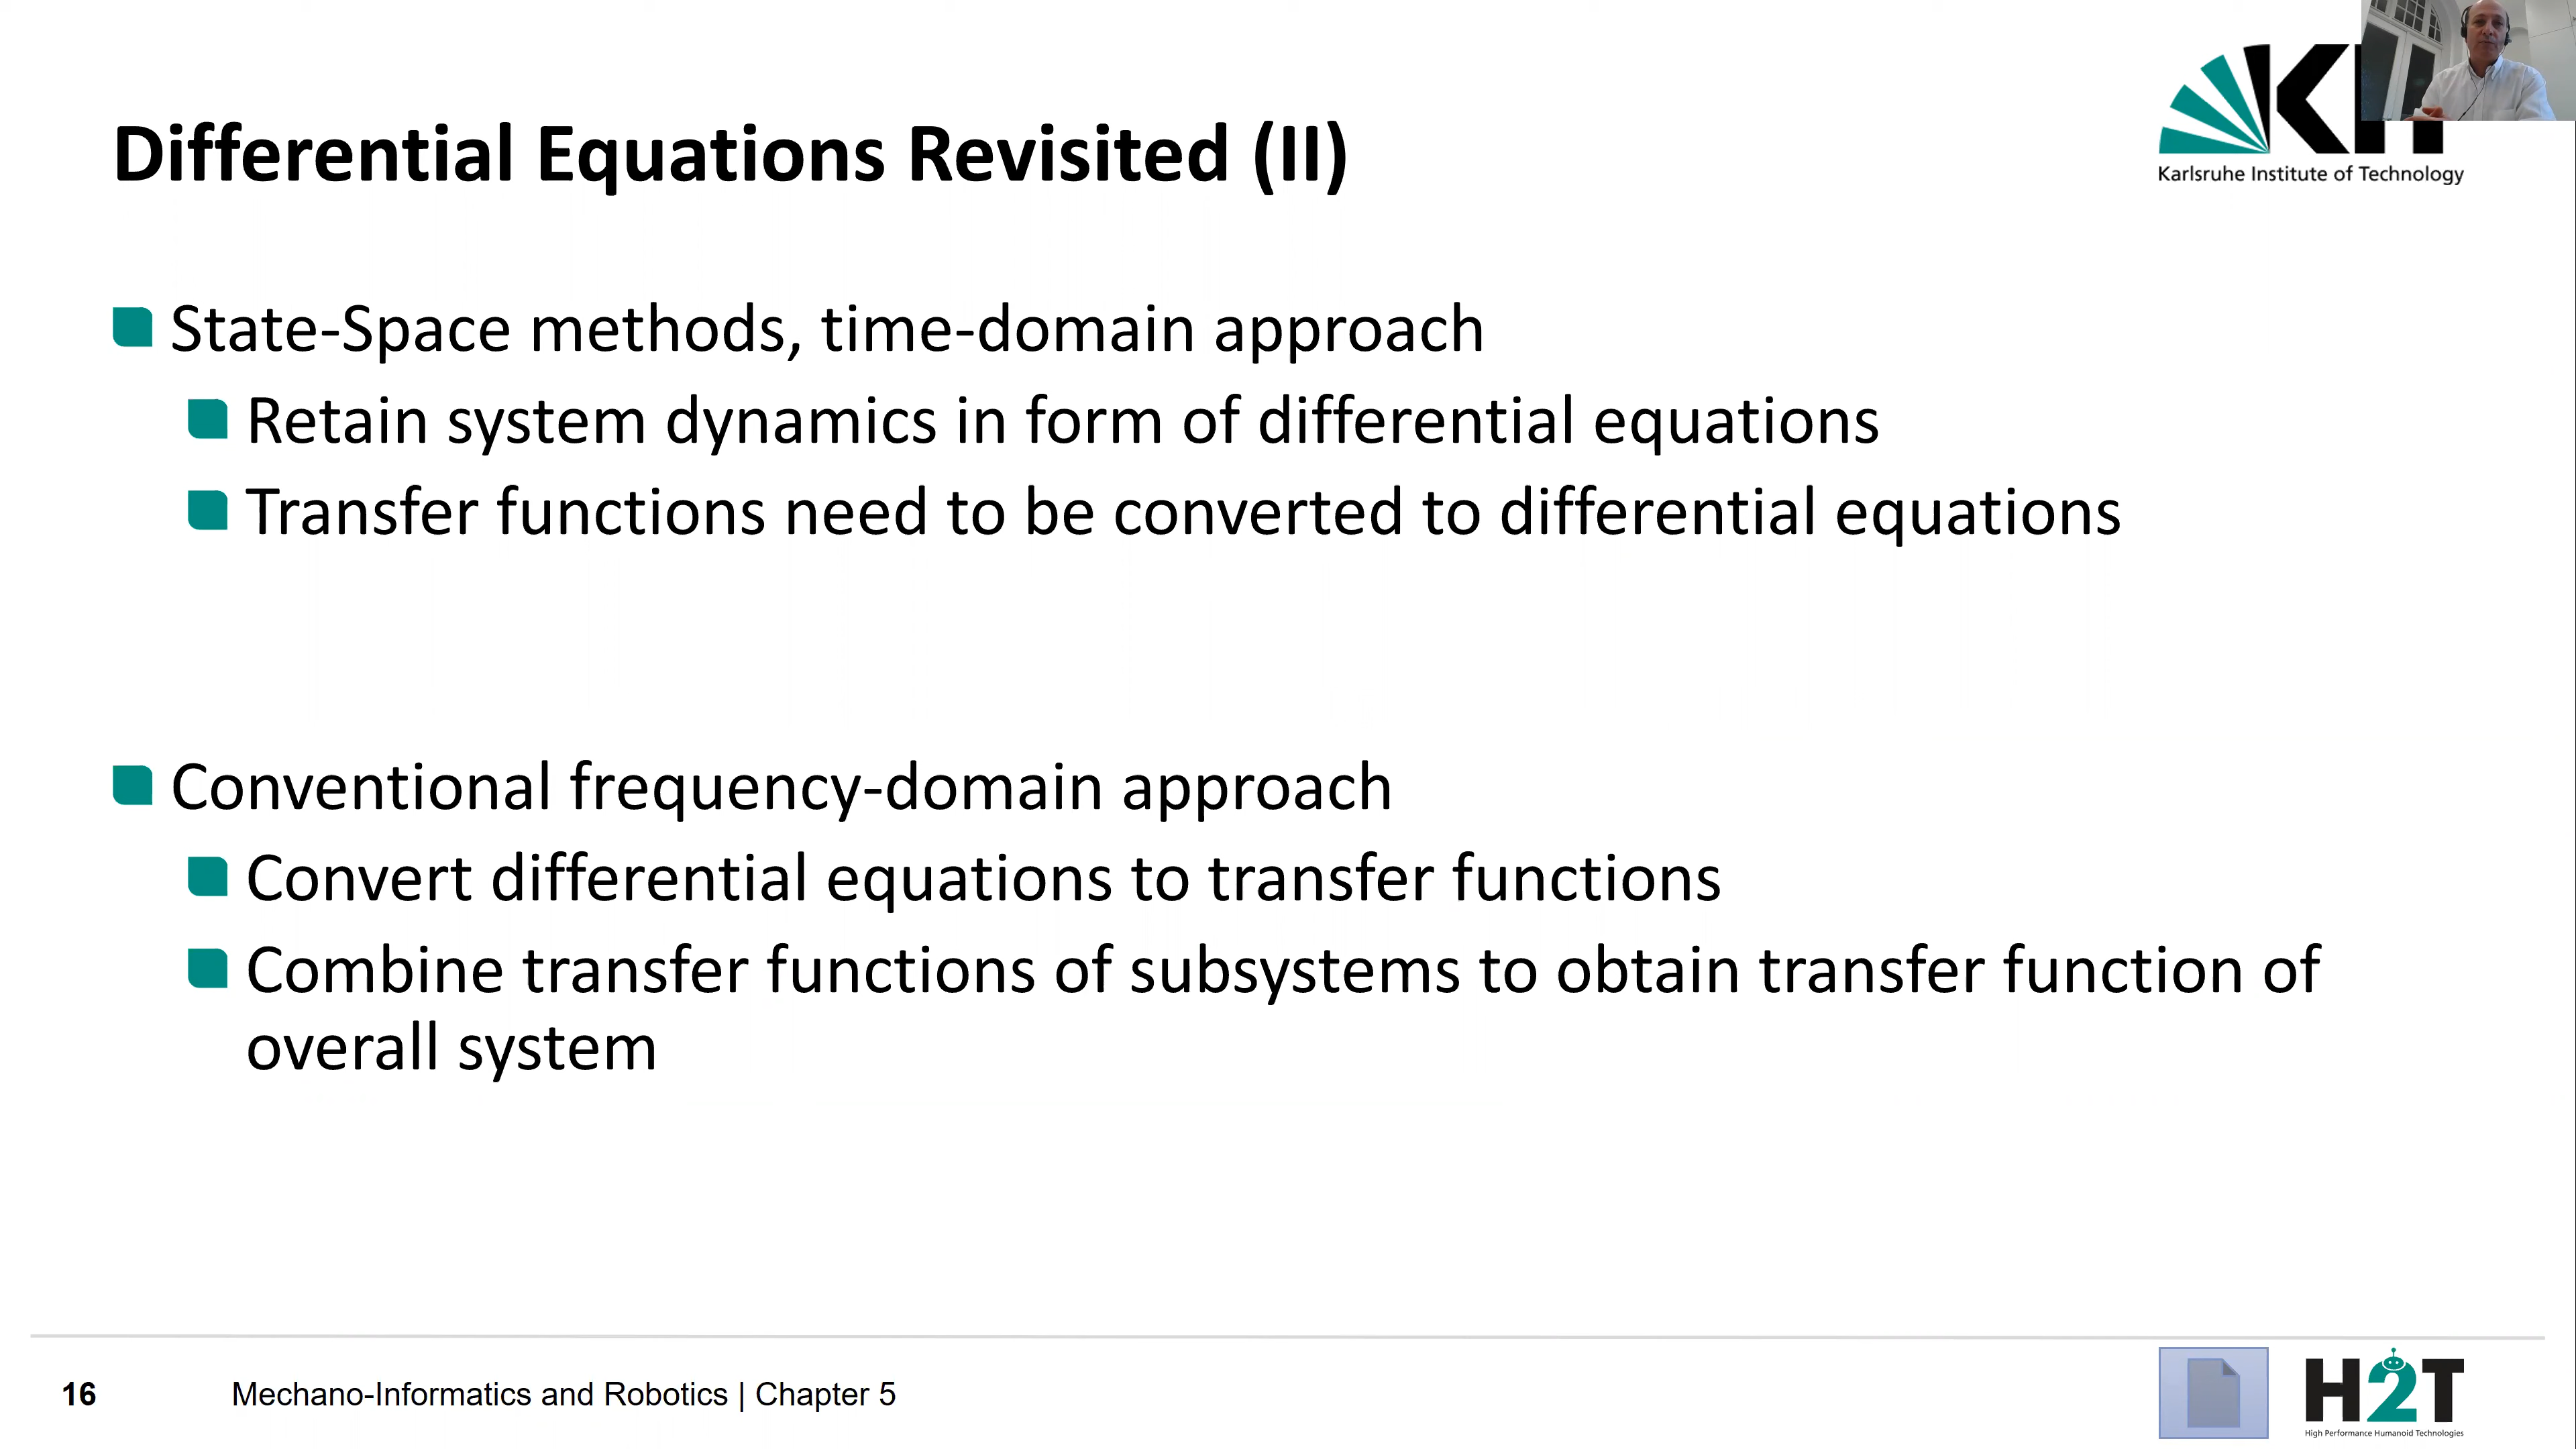 Differential Equations Revisited (II)
Karlsruhe Institute of Technology
State-Space methods, time-domain approach
Retain system dynamics in form of differential equations
Transfer functions need to be converted to differential equations
Conventional frequency-domain approach
Convert differential equations to transfer functions
Combine transfer functions of subsystems to obtain transfer function of
overall system
16
Mechano-Informatics and Robotics | Chapter 5
H2T
High Performance Humanoid Technologies